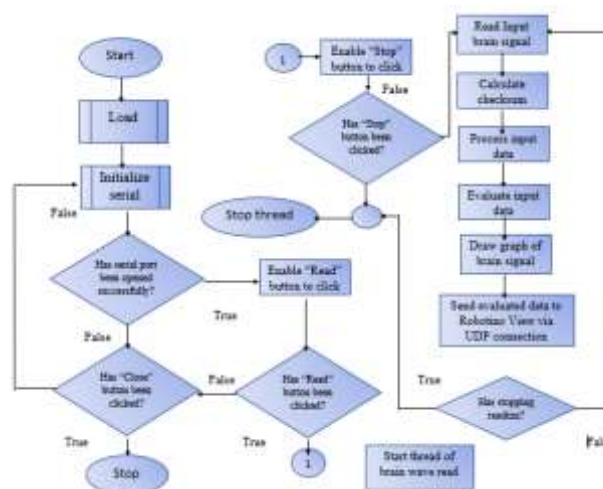 Start
Load
Initialize
serial
False
Has serial port
been opened
successfully?
True
False
Enable "Read"
button to click
Has "Close"
button been
clicked?
False
Has "Read"
button been
clicked?
True
Stop
True
1
1
Enable "Stop"
button to click
False
Has "Stop"
button been
clicked?
Stop thread
Read Input
brain signal
Calculate
checksum
Process input
data
Evaluate input
data
Draw graph of
brain signal
Send evaluated data to
Robotino View via
UDP connection
True
Has stopping
Fals
Start thread of
brain wave read